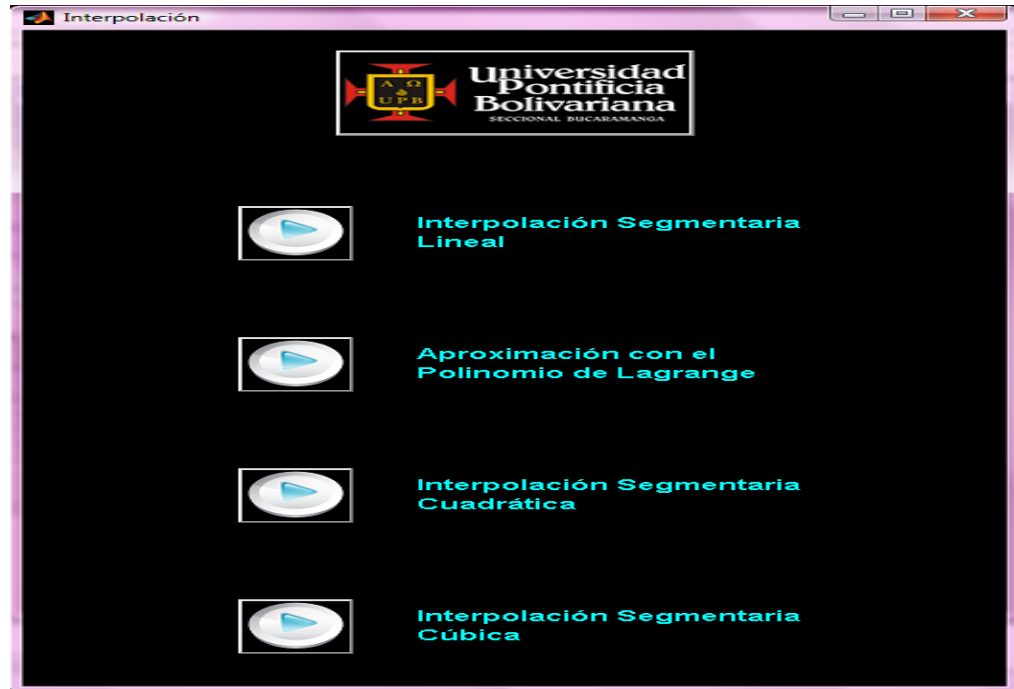 Interpolación
A Ω
UPB
Universidad
Pontificia
Bolivariana
SECCIONAL BUCARAMANGA
Interpolación Segmentaria
Lineal
Aproximación con el
Polinomio de Lagrange
Interpolación Segmentaria
Cuadrática
Interpolación Segmentaria
Cúbica